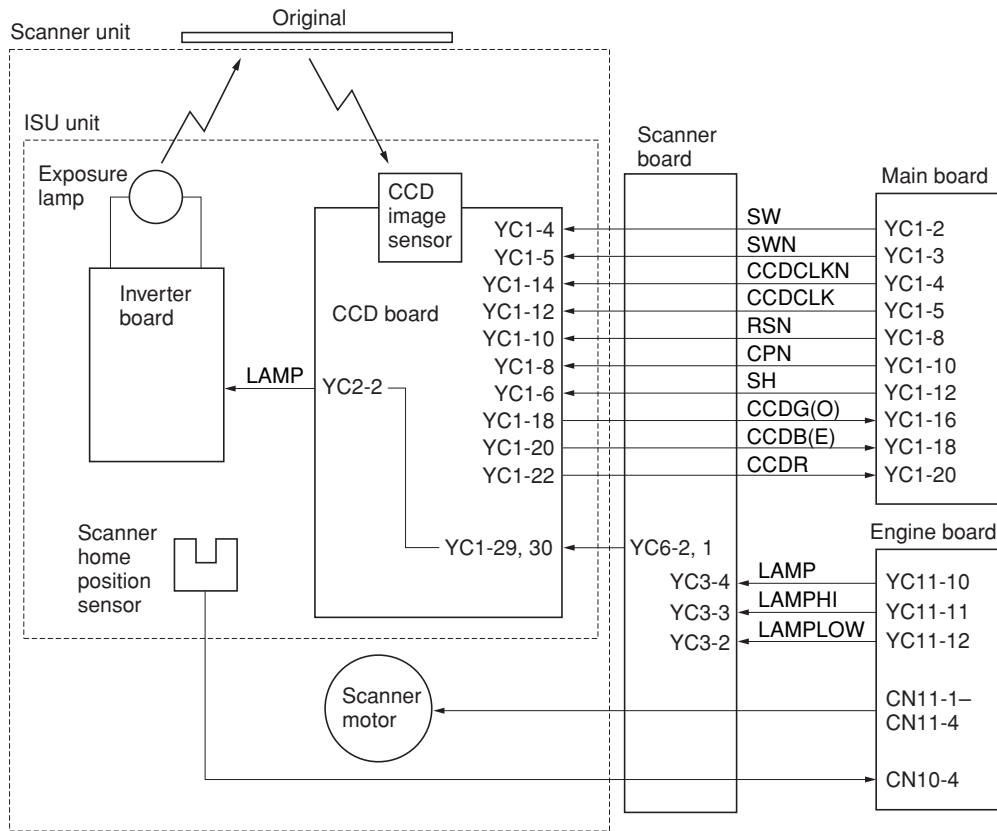 Original
Scanner unit
ISU unit
Exposure
lamp
CCD
image
sensor
Inverter
board
CCD board
LAMP
YC2-2
YC1-4
YC1-5
YC1-14
YC1-12
YC1-10
YC1-8
YC1-6
YC1-18
YC1-20
YC1-22
YC1-29, 30
Scanner
home
position
sensor
Scanner
motor
Scanner
board
YC6-2, 1
YC3-4
YC3-3
YC3-2
SW
SWN
CCDCLKN
CCDCLK
RSN
CPN
SH
CCDG(O)
CCDB(E)
CCDR
LAMP
LAMPHI
LAMPLOW
Main board
YC1-2
YC1-3
YC1-4
YC1-5
YC1-8
YC1-10
YC1-12
YC1-16
YC1-18
YC1-20
Engine board
YC11-10
YC11-11
YC11-12
CN11-1–
CN11-4
CN10-4